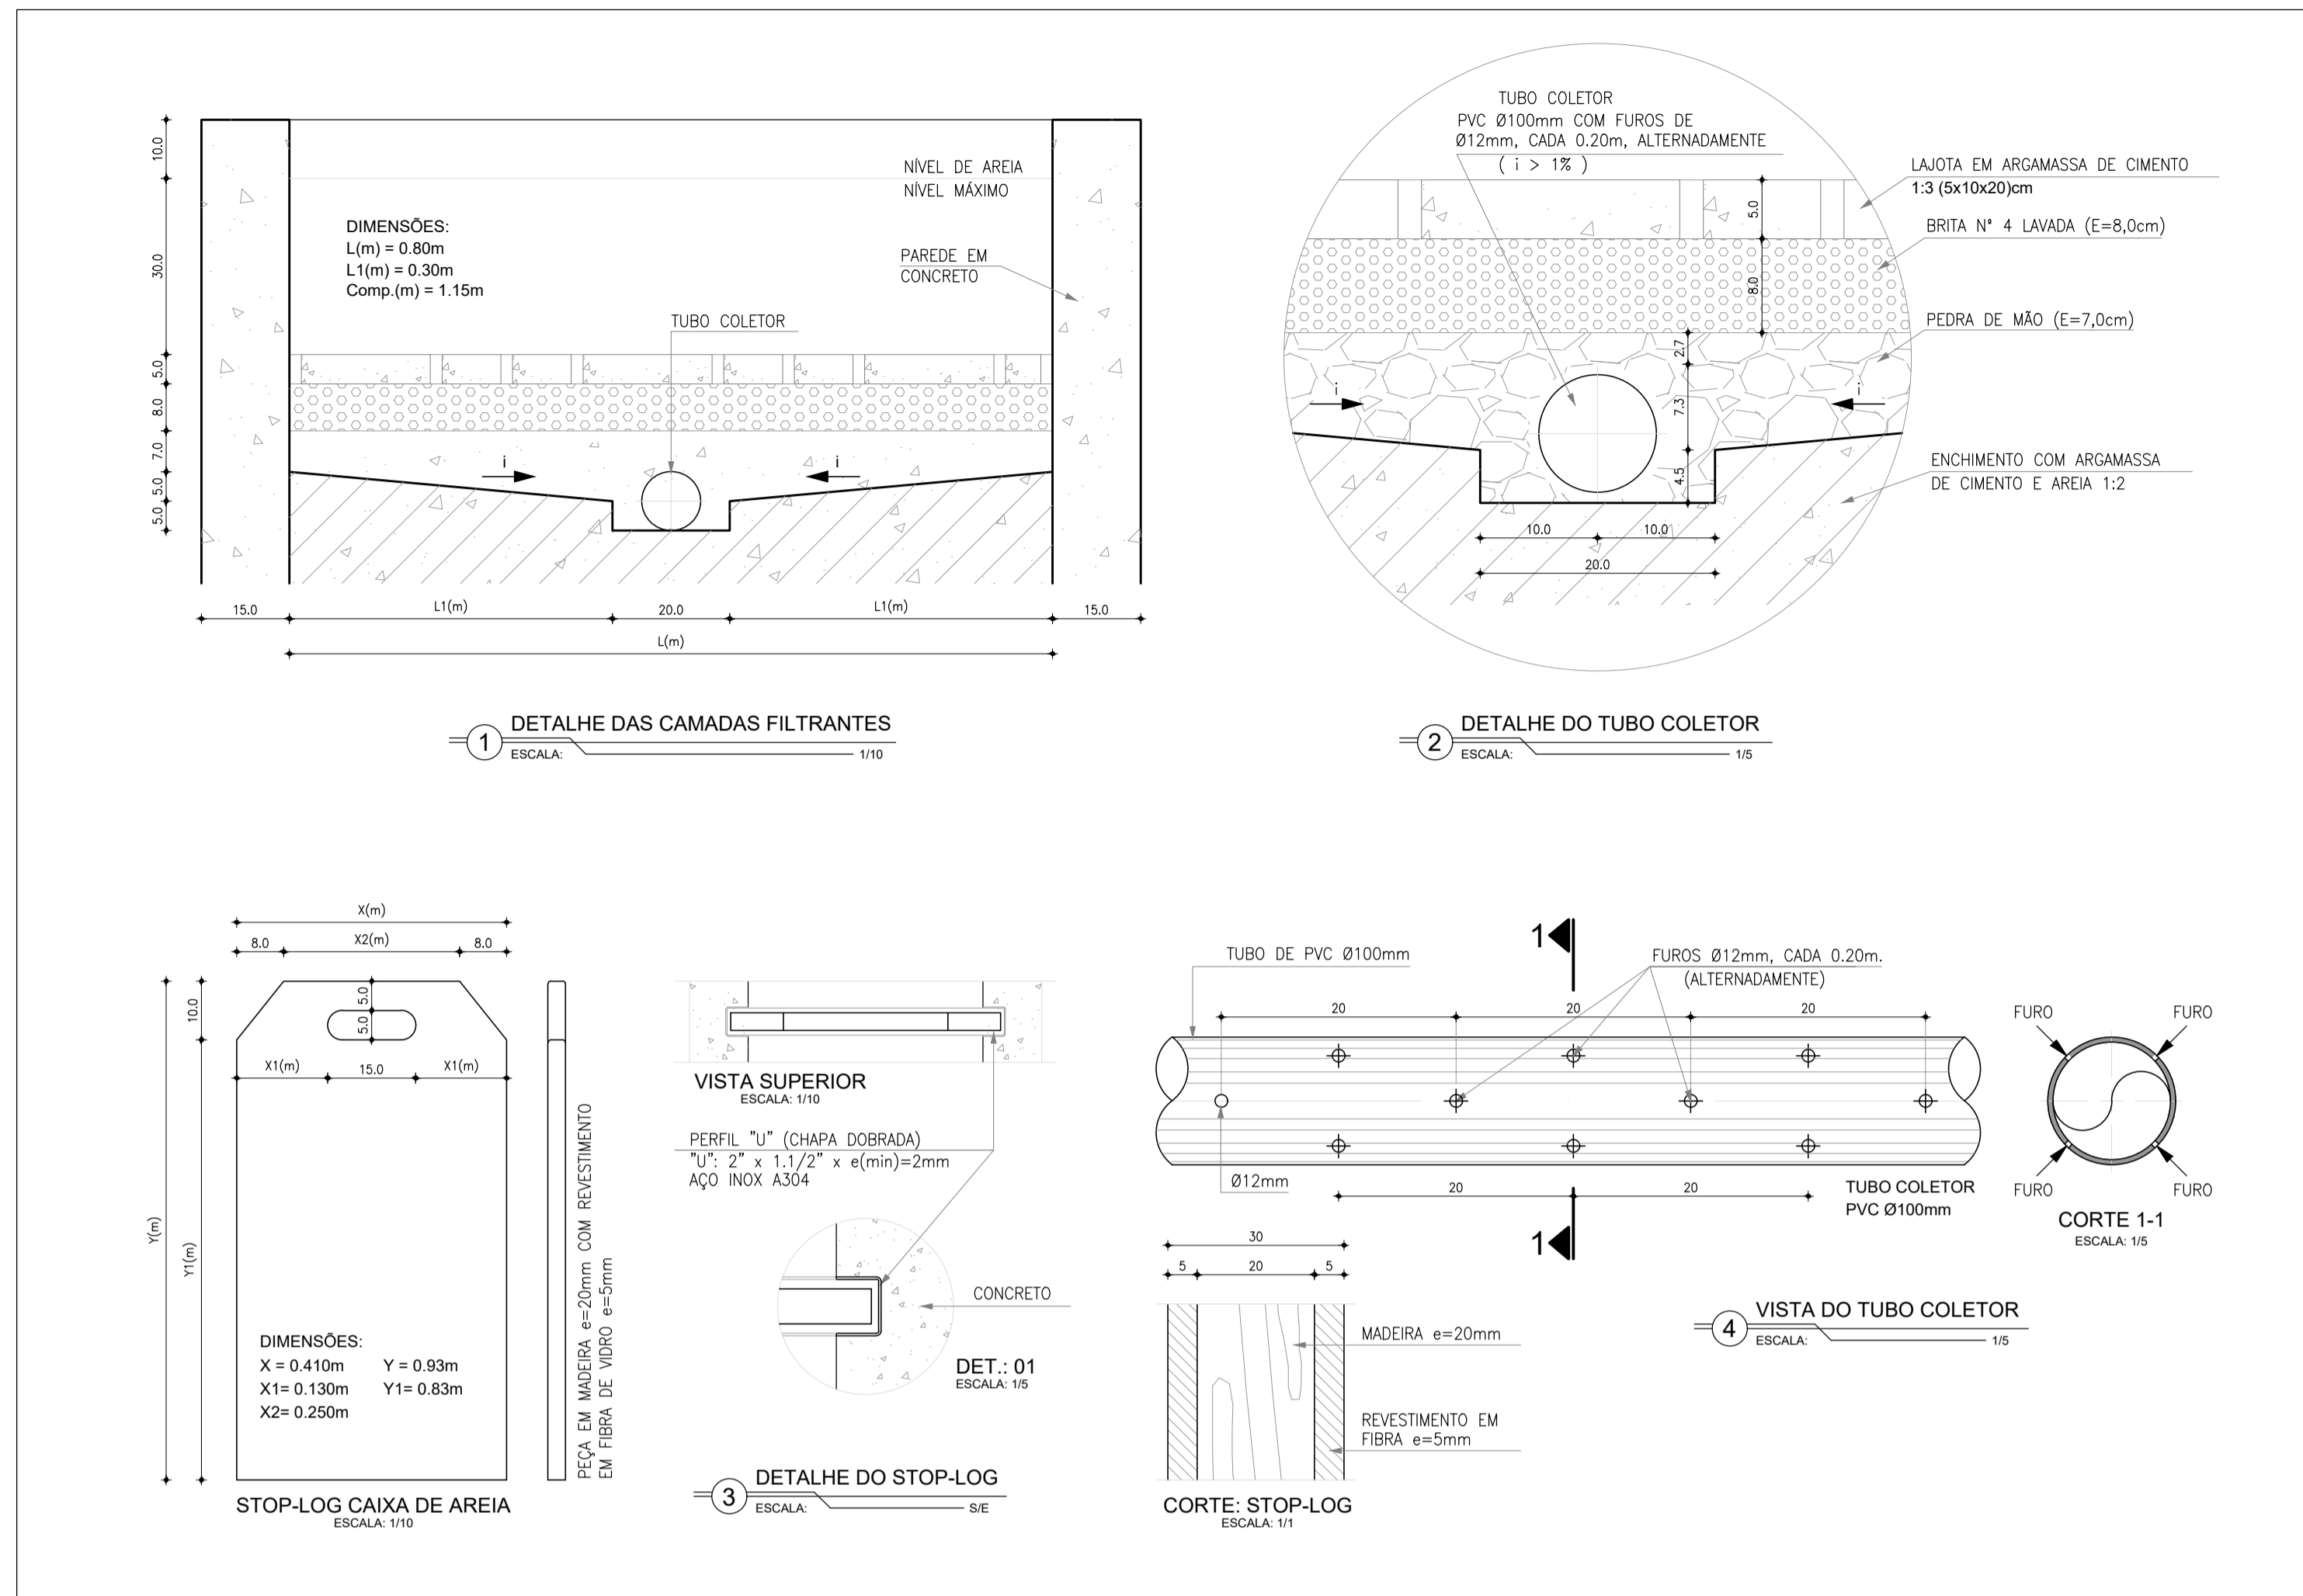 10.0
30.0
5.0
8.0
7.0
5.0
5.0
NÍVEL DE AREIA
NÍVEL MÁXIMO
DIMENSÕES:
L(m) = 0.80m
L1(m) = 0.30m
Comp.(m) = 1.15m
PAREDE EM
CONCRETO
TUBO COLETOR
i
i
15.0
L1(m)
20.0
L1(m)
15.0
L(m)
1
DETALHE DAS CAMADAS FILTRANTES
ESCALA:
1/10
TUBO COLETOR
PVC Ø100mm COM FUROS DE
Ø12mm, CADA 0.20m, ALTERNADAMENTE
( i > 1% )
LAJOTA EM ARGAMASSA DE CIMENTO
1:3 (5x10x20)cm
BRITA N° 4 LAVADA (E=8,0cm)
PEDRA DE MÃO (E=7,0cm)
ENCHIMENTO COM ARGAMASSA
DE CIMENTO E AREIA 1:2
5.0
8.0
2.7
7.3
4.5
i
i
10.0
10.0
20.0
2
DETALHE DO TUBO COLETOR
ESCALA:
1/5
X(m)
8.0
X2(m)
8.0
10.0
5.0
5.0
X1(m)
15.0
X1(m)
Y(m)
Y1(m)
DIMENSÕES:
X = 0.410m
Y = 0.93m
X1= 0.130m
Y1= 0.83m
X2= 0.250m
PEÇA EM MADEIRA e=20mm COM REVESTIMENTO
EM FIBRA DE VIDRO e=5mm
STOP-LOG CAIXA DE AREIA
ESCALA: 1/10
VISTA SUPERIOR
ESCALA: 1/10
PERFIL "U" (CHAPA DOBRADA)
"U": 2" x 1.1/2" x e(min)=2mm
AÇO INOX A304
CONCRETO
DET.: 01
ESCALA: 1/5
3
DETALHE DO STOP-LOG
ESCALA:
S/E
1
TUBO DE PVC Ø100mm
FUROS Ø12mm, CADA 0.20m.
(ALTERNADAMENTE)
20
20
20
Ø12mm
20
20
TUBO COLETOR
PVC Ø100mm
1
FURO
FURO
FURO
FURO
CORTE 1-1
ESCALA: 1/5
4
VISTA DO TUBO COLETOR
ESCALA:
1/5
30
5
20
5
MADEIRA e=20mm
REVESTIMENTO EM
FIBRA e=5mm
CORTE: STOP-LOG
ESCALA: 1/1